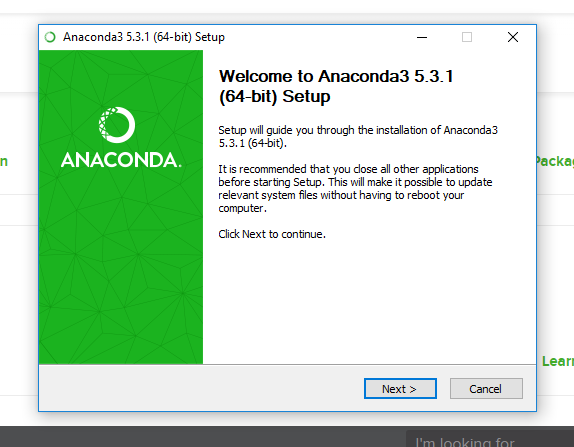 Anaconda3 5.3.1 (64-bit) Setup
Welcome to Anaconda3 5.3.1
(64-bit) Setup
ANACONDA.
Setup will guide you through the installation of Anaconda3
5.3.1 (64-bit).
It is recommended that you close all other applications
before starting Setup. This will make it possible to update
relevant system files without having to reboot your
computer.
Click Next to continue.
Next >
Cancel
n
Packag
Learn
I'm looking for